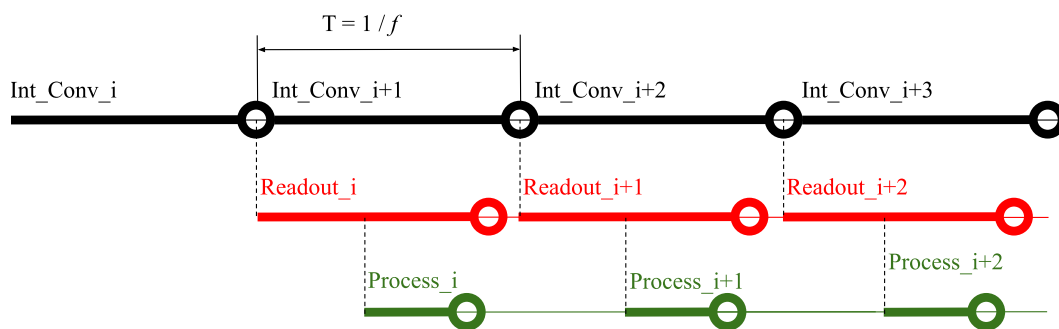 T = 1 / f
Int_Conv_i
Int_Conv_i+1
Int_Conv_i+2
Int_Conv_i+3
Readout_i
Readout_i+1
Readout_i+2
Process_i
Process_i+1
Process_i+2